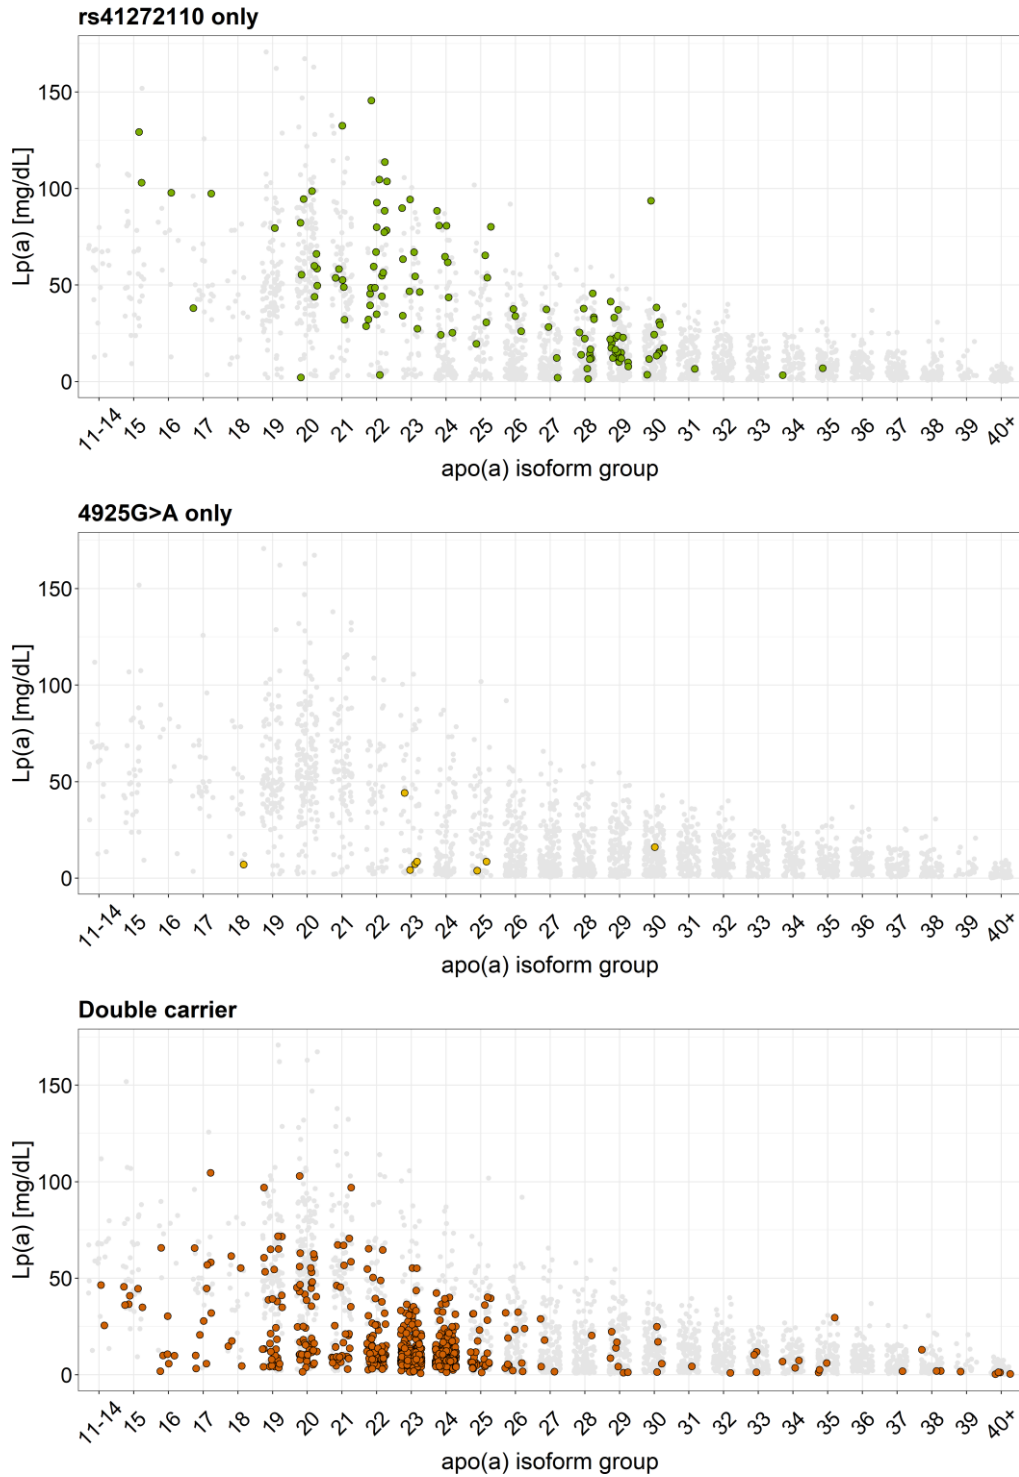 rs41272110 only
Lp(a) [mg/dL]
150
100
50
0
11-14 15 16 17 18 19 20 21 22 23 24 25 26 27 28 29 30 31 32 33 34 35 36 37 38 39 40+
apo(a) isoform group
4925G>A only
Lp(a) [mg/dL]
150
100
50
0
11-14 15 16 17 18 19 20 21 22 23 24 25 26 27 28 29 30 31 32 33 34 35 36 37 38 39 40+
apo(a) isoform group
Double carrier
Lp(a) [mg/dL]
150
100
50
0
11-14 15 16 17 18 19 20 21 22 23 24 25 26 27 28 29 30 31 32 33 34 35 36 37 38 39 40+
apo(a) isoform group